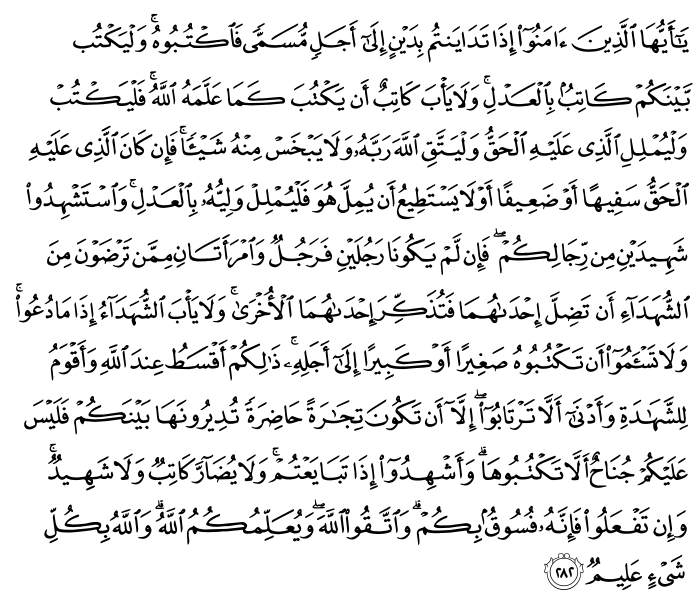 يَـٰٓأَيُّهَا ٱلَّذِينَ ءَامَنُوٓا۟ إِذَا تَدَايَنتُم بِدَيْنٍ إِلَىٰٓ أَجَلٍ مُّسَمًّى فَٱكْتُبُوهُ ۚ وَلْيَكْتُب
بَّيْنَكُمْ كَاتِبٌۢ بِٱلْعَدْلِ ۚ وَلَا يَأْبَ كَاتِبٌ أَن يَكْتُبَ كَمَا عَلَّمَهُ ٱللَّهُ ۚ فَلْيَكْتُبْ
وَلْيُمْلِلِ ٱلَّذِى عَلَيْهِ ٱلْحَقُّ وَلْيَتَّقِ ٱللَّهَ رَبَّهُۥ وَلَا يَبْخَسْ مِنْهُ شَيْـًٔا ۚ فَإِن كَانَ ٱلَّذِى عَلَيْهِ
ٱلْحَقُّ سَفِيهًا أَوْ ضَعِيفًا أَوْ لَا يَسْتَطِيعُ أَن يُمِلَّ هُوَ فَلْيُمْلِلْ وَلِيُّهُۥ بِٱلْعَدْلِ ۚ وَٱسْتَشْهِدُوا۟
شَهِيدَيْنِ مِن رِّجَالِكُمْ ۖ فَإِن لَّمْ يَكُونَا رَجُلَيْنِ فَرَجُلٌ وَٱمْرَأَتَانِ مِمَّن تَرْضَوْنَ مِنَ
ٱلشُّهَدَآءِ أَن تَضِلَّ إِحْدَىٰهُمَا فَتُذَكِّرَ إِحْدَىٰهُمَا ٱلْأُخْرَىٰ ۚ وَلَا يَأْبَ ٱلشُّهَدَآءُ إِذَا مَا دُعُوا۟ ۚ
وَلَا تَسْـَٔمُوٓا۟ أَن تَكْتُبُوهُ صَغِيرًا أَوْ كَبِيرًا إِلَىٰٓ أَجَلِهِۦ ۚ ذَٰلِكُمْ أَقْسَطُ عِندَ ٱللَّهِ وَأَقْوَمُ
لِلشَّهَـٰدَةِ وَأَدْنَىٰٓ أَلَّا تَرْتَابُوٓا۟ ۖ إِلَّآ أَن تَكُونَ تِجَـٰرَةً حَاضِرَةً تُدِيرُونَهَا بَيْنَكُمْ فَلَيْسَ
عَلَيْكُمْ جُنَاحٌ أَلَّا تَكْتُبُوهَا ۗ وَأَشْهِدُوٓا۟ إِذَا تَبَايَعْتُمْ ۚ وَلَا يُضَآرَّ كَاتِبٌ وَلَا شَهِيدٌ ۚ
وَإِن تَفْعَلُوا۟ فَإِنَّهُۥ فُسُوقٌۢ بِكُمْ ۗ وَٱتَّقُوا۟ ٱللَّهَ ۖ وَيُعَلِّمُكُمُ ٱللَّهُ ۗ وَٱللَّهُ بِكُلِّ
شَىْءٍ عَلِيمٌ ٢٨٢